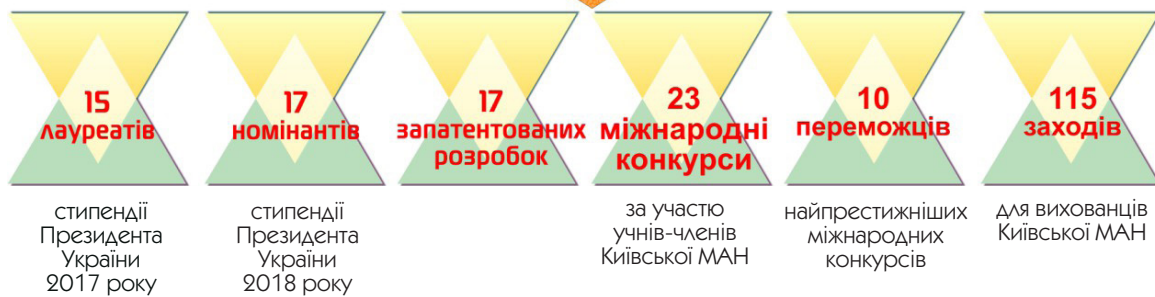 15
лауреатів
стипендії
Президента
України
2017 року
17
номінантів
стипендії
Президента
України
2018 року
17
запатентованих
розробок
23
міжнародні
конкурси
за участю
учнів-членів
Київської МАН
10
переможців
найпрестижніших
міжнародних
конкурсів
115
заходів
для вихованців
Київської МАН